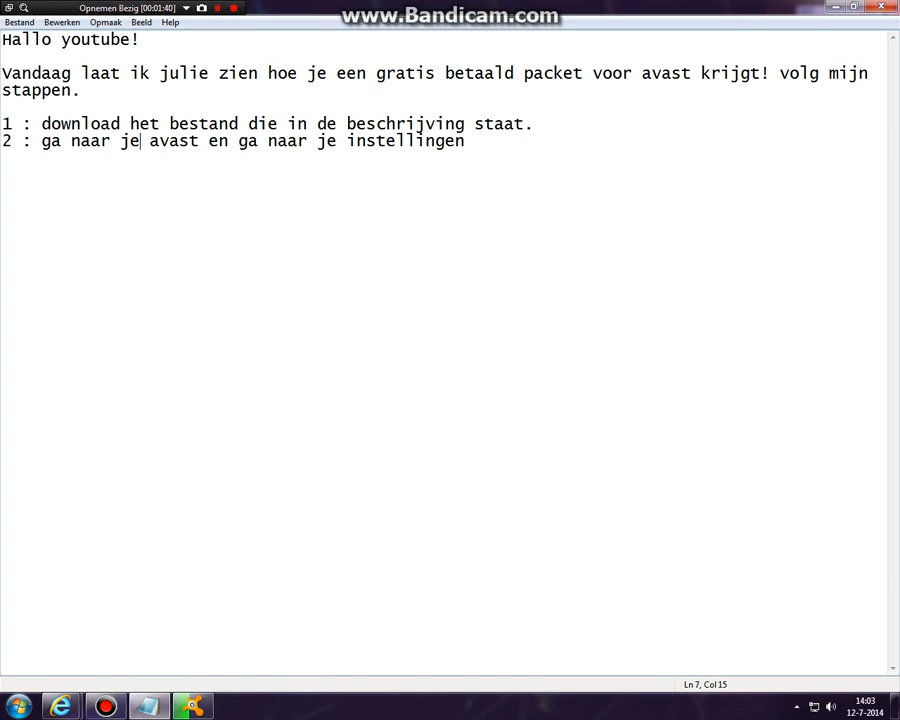 Opnemen Bezig [00:01:40]
www.Bandicam.com
Bestand Bewerken Opmaak Beeld Help
Hallo youtube!
Vandaag laat ik julie zien hoe je een gratis betaald packet voor avast krijgt! volg mijn
stappen.
1 : download het bestand die in de beschrijving staat.
2 : ga naar je avast en ga naar je instellingen
Ln 7, Col 15
14:03
12-7-2014